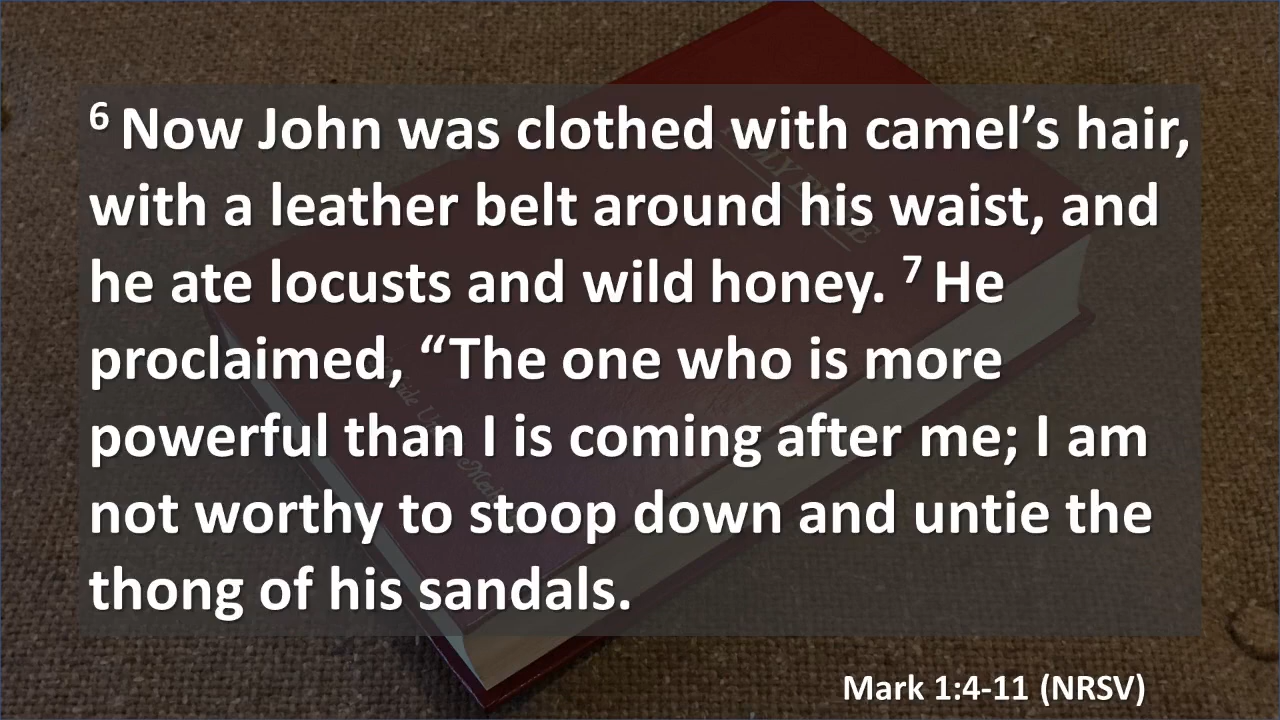 6 Now John was clothed with camel’s hair,
with a leather belt around his waist, and
he ate locusts and wild honey. 7 He
proclaimed, “The one who is more
powerful than I is coming after me; I am
not worthy to stoop down and untie the
thong of his sandals.
Mark 1:4-11 (NRSV)